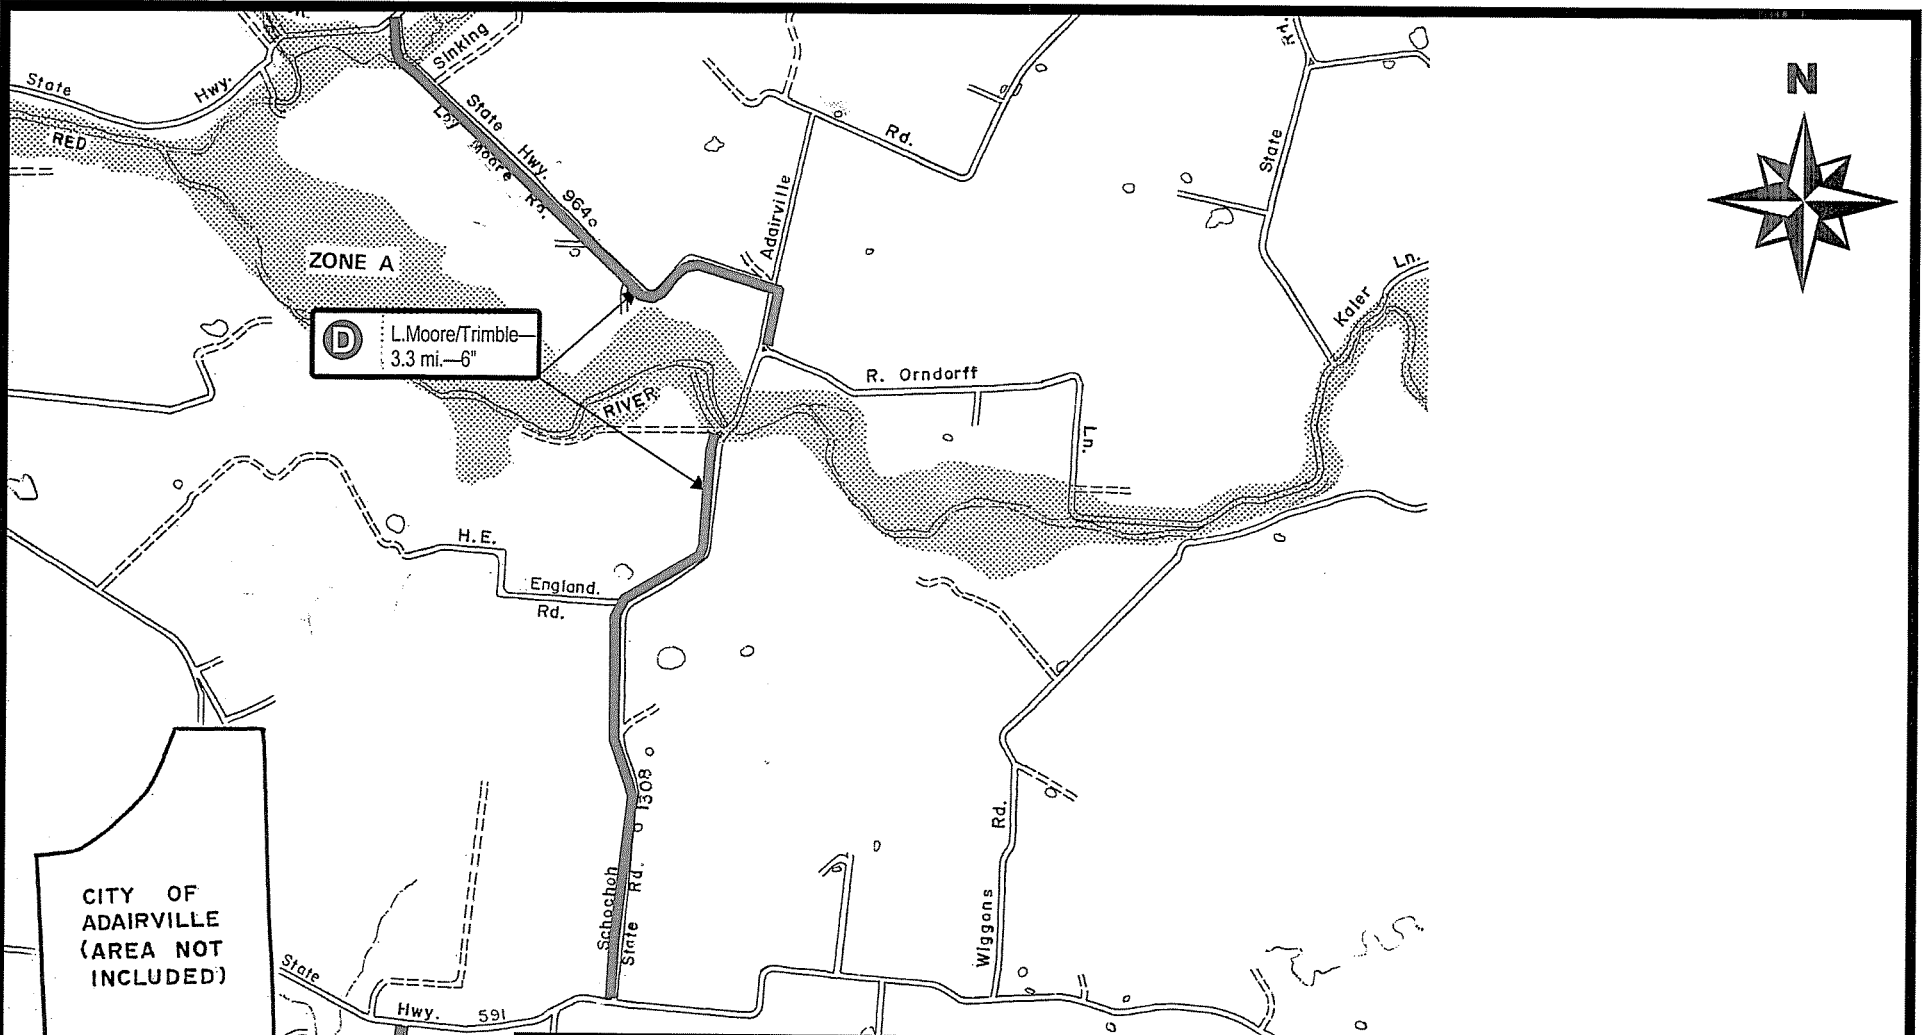 Sinking
State
Hwy.
RED
State
Hwy.
964
Loy Moore Rd.
Rd.
Adairville
State
Rd.
N
ZONE A
D
L.Moore/Trimble—
3.3 mi.—6"
RIVER
R. Orndorff
Ln.
Kaler Ln.
H.E.
England.
Rd.
1308
Schochoh
State Rd.
Wiggons Rd.
CITY OF
ADAIRVILLE
(AREA NOT
INCLUDED)
State
Hwy. 591